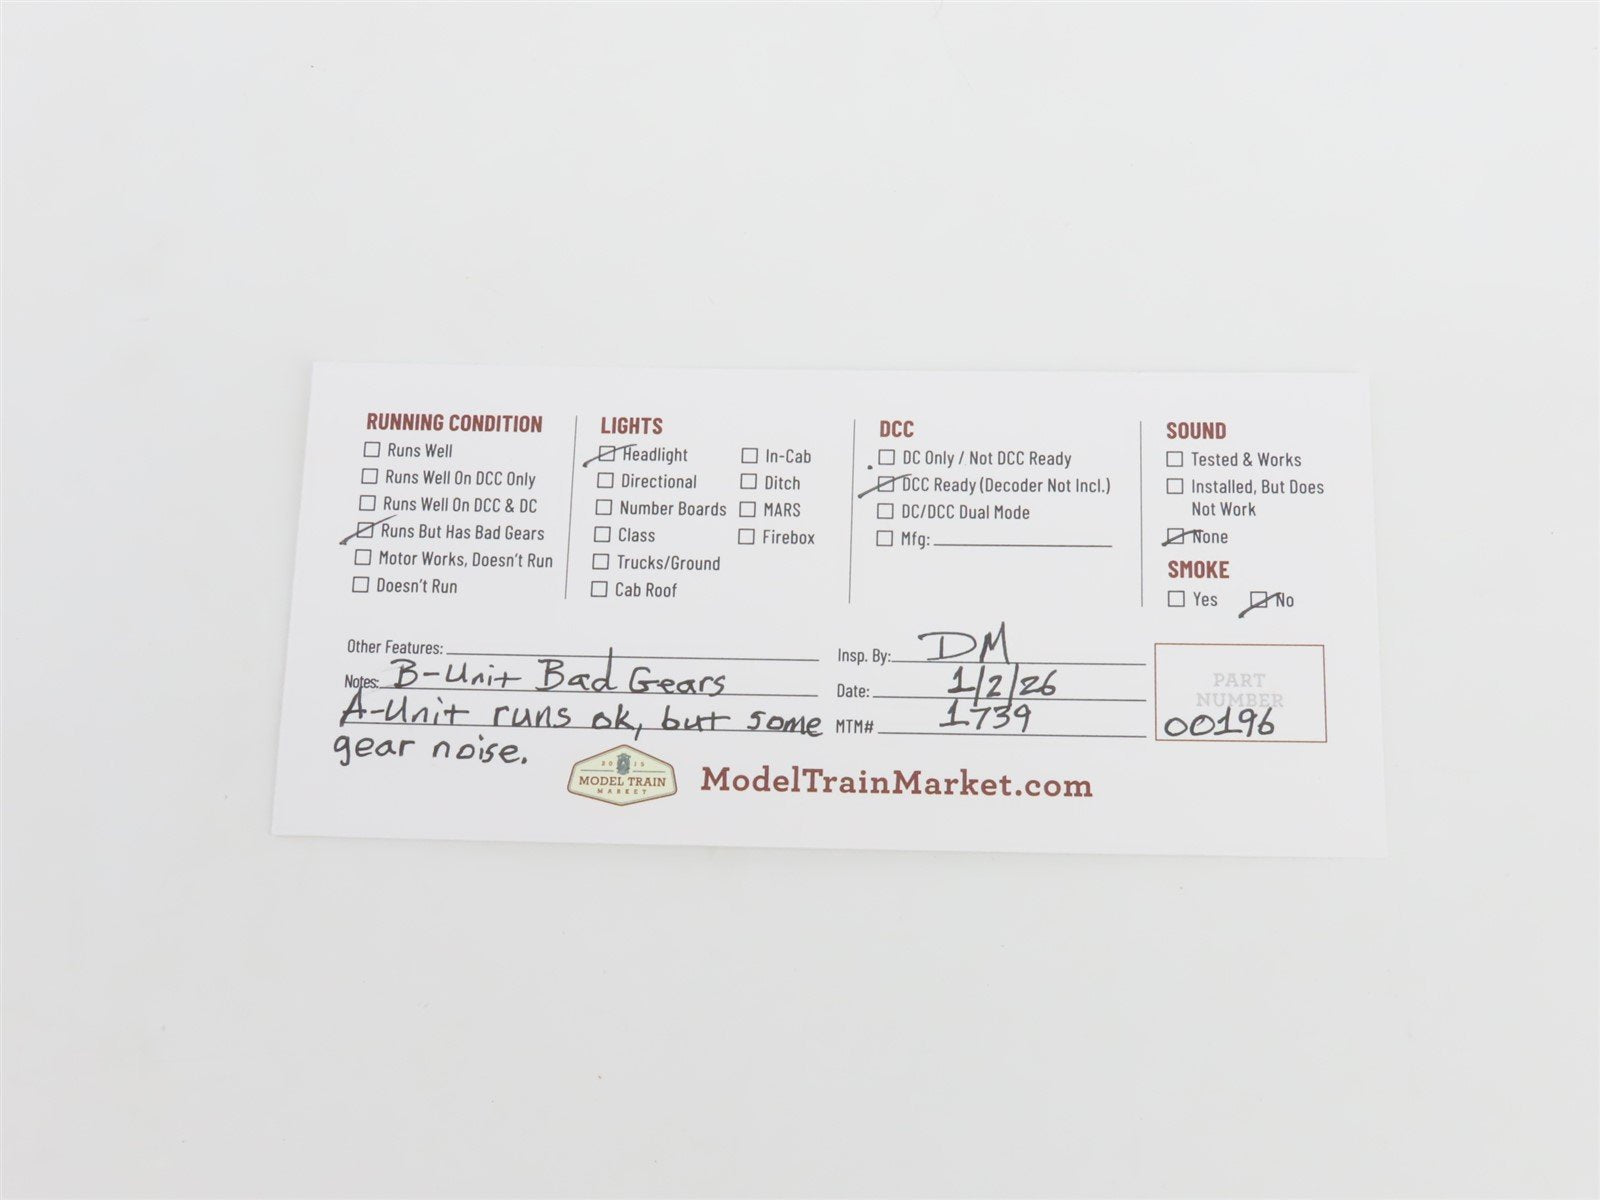 RUNNING CONDITION
Runs Well
Runs Well On DCC Only
Runs Well On DCC & DC
Runs But Has Bad Gears
Motor Works, Doesn't Run
Doesn't Run
LIGHTS
Headlight
Directional
Number Boards
Class
Trucks/Ground
Cab Roof
In-Cab
Ditch
MARS
Firebox
DCC
DC Only / Not DCC Ready
DCC Ready (Decoder Not Incl.)
DC/DCC Dual Mode
Mfg:
SOUND
Tested & Works
Installed, But Does
Not Work
None
SMOKE
Yes No
Other Features:
Notes: B-Unit Bad Gears
A-Unit runs ok, but some
gear noise.
Insp. By: DM
Date: 1/2/26
MTM# 1739
PART
NUMBER
00196
2015
MODEL TRAIN
MARKET
ModelTrainMarket.com